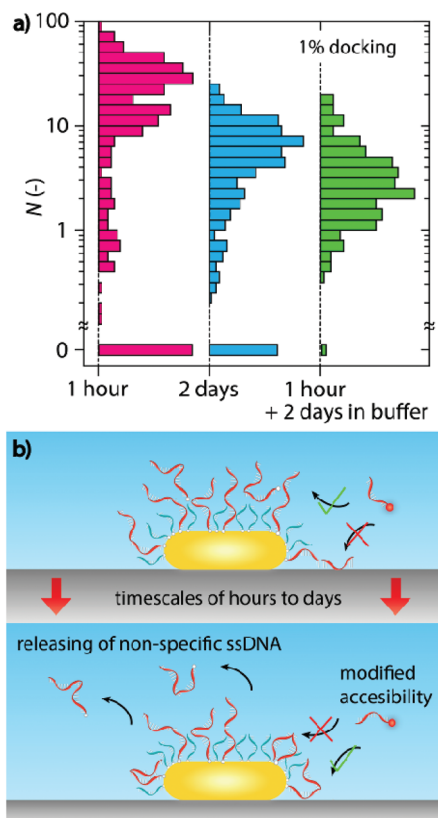 a)
100
1% docking
10
N (-)
1
≈
≈
0
1 hour
2 days
1 hour
+ 2 days in buffer
b)
timescales of hours to days
releasing of non-specific ssDNA
modified
accesibility